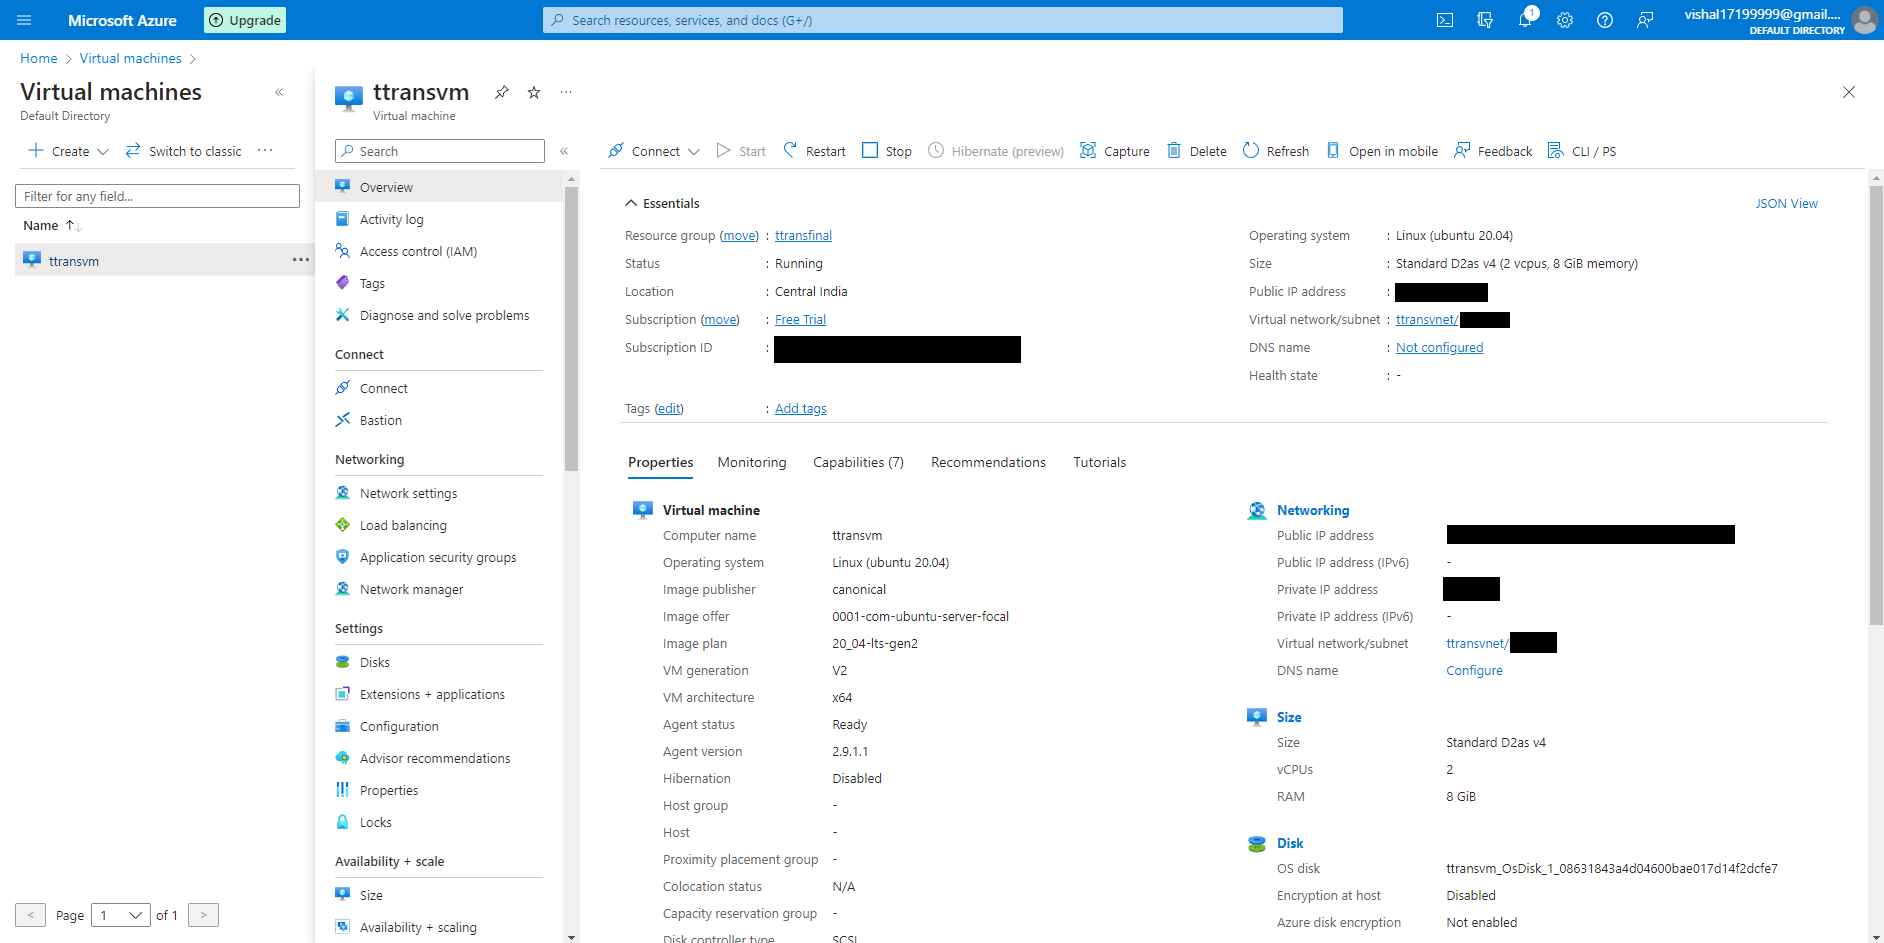 Microsoft Azure
Upgrade
Search resources, services, and docs (G+/)
1
vishal17199999@gmail....
DEFAULT DIRECTORY
Home > Virtual machines >
Virtual machines
Default Directory
«
Create
Switch to classic
...
Filter for any field...
Name ↑↓
ttransvm
...
< Page 1 of 1 >
ttransvm
...
Virtual machine
Search
«
Overview
Activity log
Access control (IAM)
Tags
Diagnose and solve problems
Connect
Connect
Bastion
Networking
Network settings
Load balancing
Application security groups
Network manager
Settings
Disks
Extensions + applications
Configuration
Advisor recommendations
Properties
Locks
Availability + scale
Size
Availability + scaling
Connect
Start
Restart
Stop
Hibernate (preview)
Capture
Delete
Refresh
Open in mobile
Feedback
CLI / PS
Essentials
JSON View
Resource group (move) : ttransfinal
Status : Running
Location : Central India
Subscription (move) : Free Trial
Subscription ID :
Operating system : Linux (ubuntu 20.04)
Size : Standard D2as v4 (2 vcpus, 8 GiB memory)
Public IP address :
Virtual network/subnet : ttransvnet/
DNS name : Not configured
Health state : -
Tags (edit) : Add tags
Properties
Monitoring
Capabilities (7)
Recommendations
Tutorials
Virtual machine
Computer name ttransvm
Operating system Linux (ubuntu 20.04)
Image publisher canonical
Image offer 0001-com-ubuntu-server-focal
Image plan 20_04-lts-gen2
VM generation V2
VM architecture x64
Agent status Ready
Agent version 2.9.1.1
Hibernation Disabled
Host group -
Host -
Proximity placement group -
Colocation status N/A
Capacity reservation group -
Disk controller type SCSI
Networking
Public IP address
Public IP address (IPv6) -
Private IP address
Private IP address (IPv6) -
Virtual network/subnet ttransvnet/
DNS name Configure
Size
Size Standard D2as v4
vCPUs 2
RAM 8 GiB
Disk
OS disk ttransvm_OsDisk_1_08631843a4d04600bae017d14f2dcfe7
Encryption at host Disabled
Azure disk encryption Not enabled